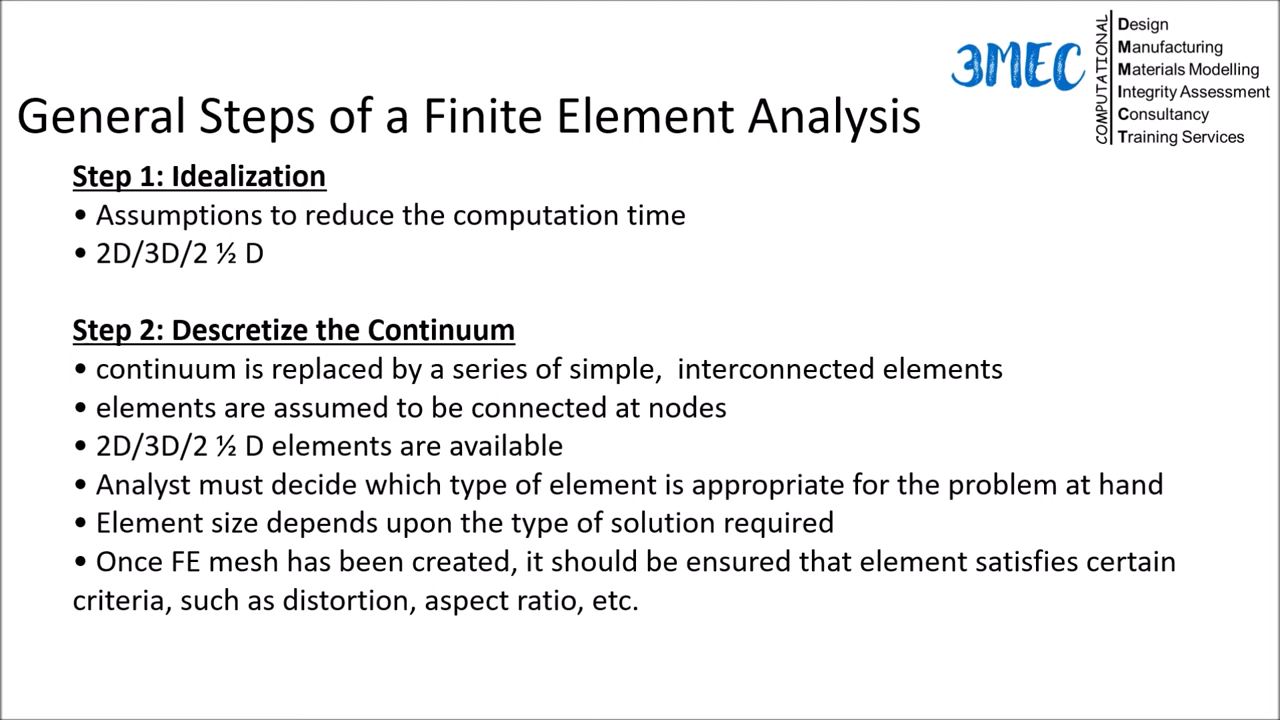 3MEC
COMPUTATIONAL
Design
Manufacturing
Materials Modelling
Integrity Assessment
Consultancy
Training Services
General Steps of a Finite Element Analysis
Step 1: Idealization
• Assumptions to reduce the computation time
• 2D/3D/2 ½ D
Step 2: Descretize the Continuum
• continuum is replaced by a series of simple,  interconnected elements
• elements are assumed to be connected at nodes
• 2D/3D/2 ½ D elements are available
• Analyst must decide which type of element is appropriate for the problem at hand
• Element size depends upon the type of solution required
• Once FE mesh has been created, it should be ensured that element satisfies certain
criteria, such as distortion, aspect ratio, etc.